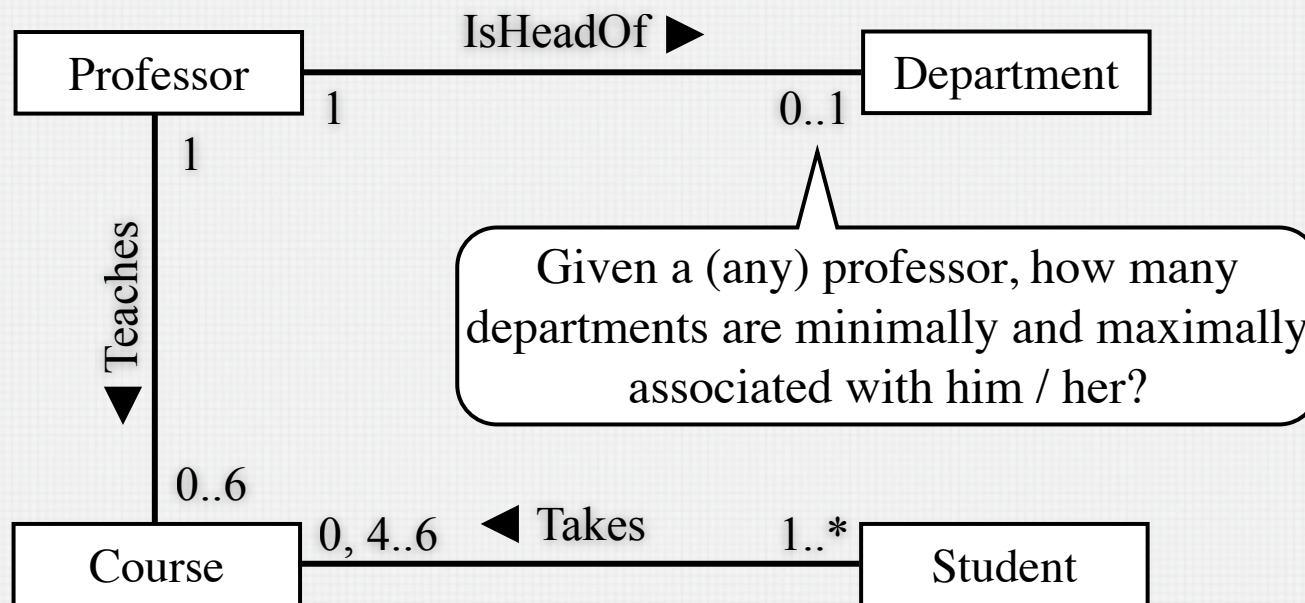 IsHeadOf ▶
Professor
Department
1
0..1
1
Teaches
Given a (any) professor, how many
departments are minimally and maximally
associated with him / her?
0..6
0, 4..6
◀ Takes
1..*
Course
Student